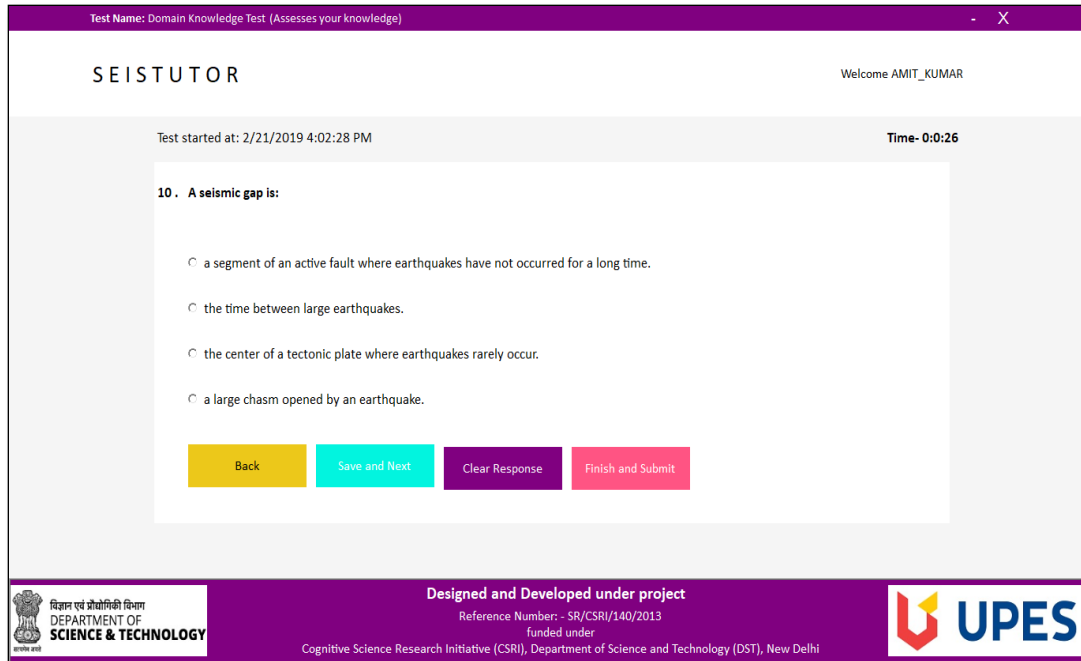 Test Name: Domain Knowledge Test (Assesses your knowledge)
- X
SEISTUTOR
Welcome AMIT_KUMAR
Test started at: 2/21/2019 4:02:28 PM
Time- 0:0:26
10 . A seismic gap is:
a segment of an active fault where earthquakes have not occurred for a long time.
the time between large earthquakes.
the center of a tectonic plate where earthquakes rarely occur.
a large chasm opened by an earthquake.
Back
Save and Next
Clear Response
Finish and Submit
सत्यमेव जयते
विज्ञान एवं प्रौद्योगिकी विभाग
DEPARTMENT OF
SCIENCE & TECHNOLOGY
Designed and Developed under project
Reference Number: - SR/CSRI/140/2013
funded under
Cognitive Science Research Initiative (CSRI), Department of Science and Technology (DST), New Delhi
UPES